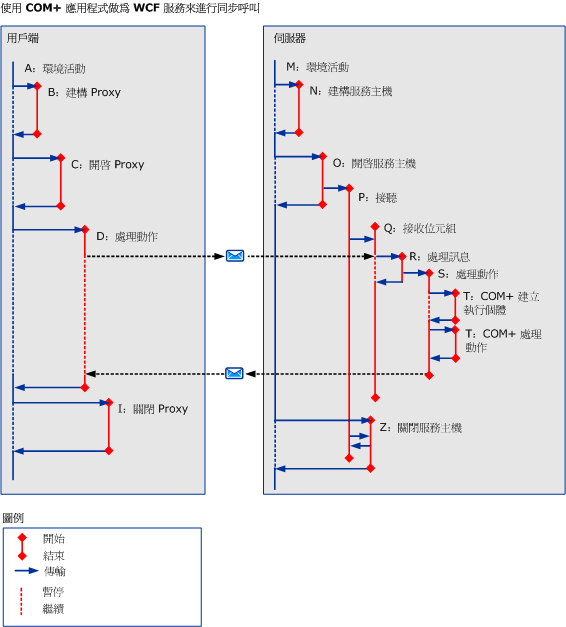 使用 COM+ 應用程式做為 WCF 服務來進行同步呼叫
用戶端
A：環境活動
B：建構 Proxy
C：開啓 Proxy
D：處理動作
I：關閉 Proxy
伺服器
M：環境活動
N：建構服務主機
O：開啓服務主機
P：接聽
Q：接收位元組
R：處理訊息
S：處理動作
T：COM+ 建立
執行個體
T：COM+ 處理
動作
Z：關閉服務主機
圖例
開始
結束
傳輸
暫停
繼續